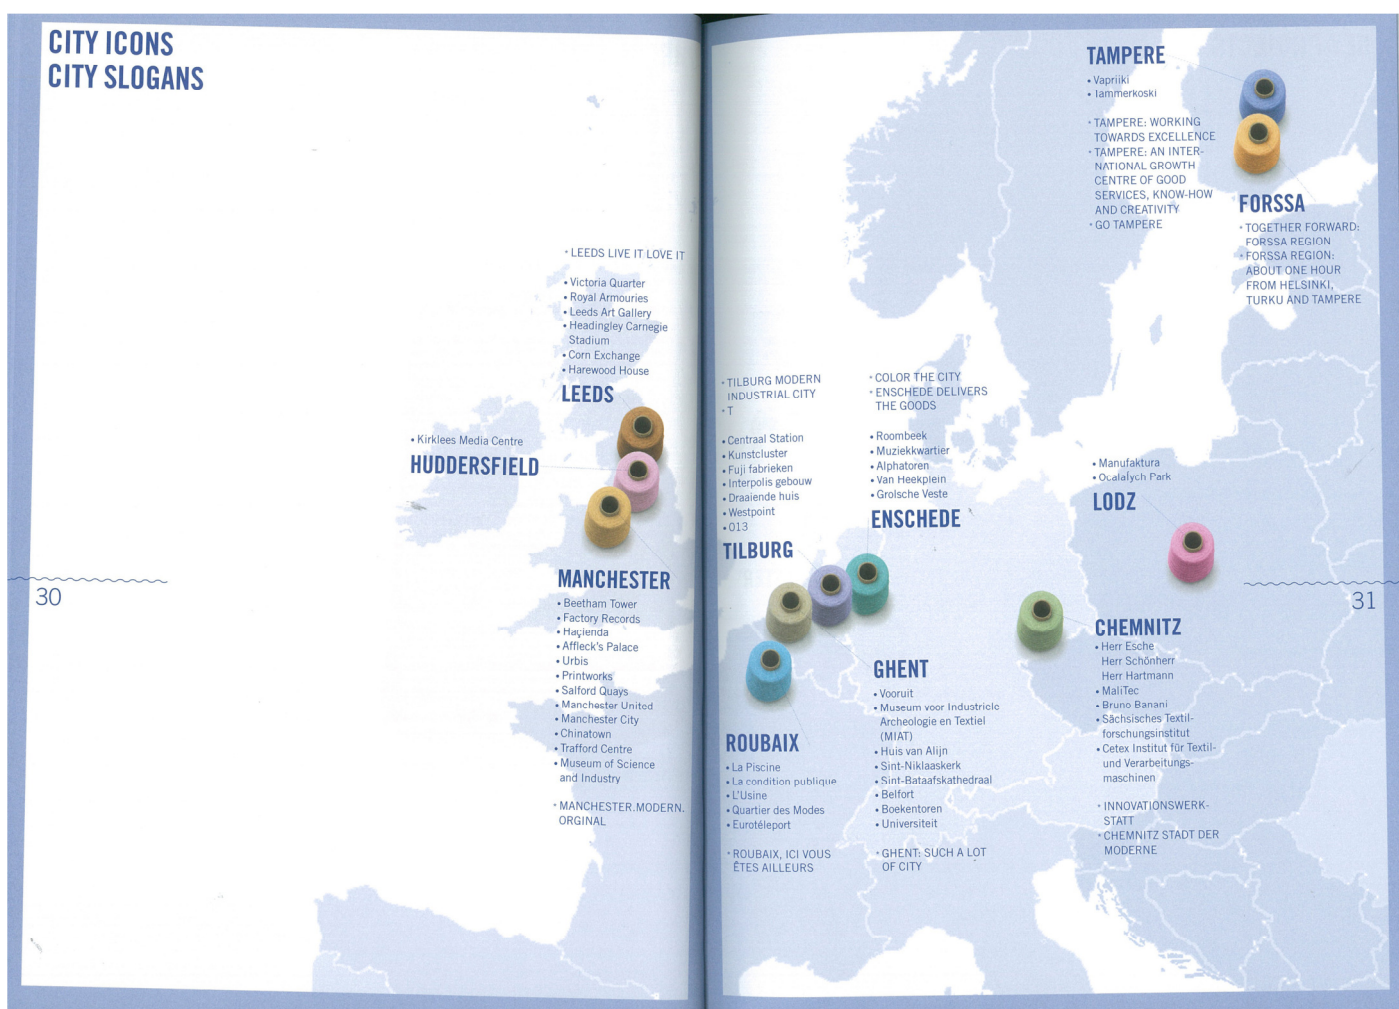 CITY ICONS
CITY SLOGANS
* LEEDS LIVE IT LOVE IT
• Victoria Quarter
• Royal Armouries
• Leeds Art Gallery
• Headingley Carnegie
Stadium
• Corn Exchange
• Harewood House
LEEDS
• Kirklees Media Centre
HUDDERSFIELD
MANCHESTER
• Beetham Tower
• Factory Records
• Haçienda
• Affleck's Palace
• Urbis
• Printworks
• Salford Quays
• Manchester United
• Manchester City
• Chinatown
• Trafford Centre
• Museum of Science
and Industry
* MANCHESTER.MODERN.
ORGINAL
30
TAMPERE
• Vapriiki
• Iammerkoski
* TAMPERE: WORKING
TOWARDS EXCELLENCE
* TAMPERE: AN INTER-
NATIONAL GROWTH
CENTRE OF GOOD
SERVICES, KNOW-HOW
AND CREATIVITY
* GO TAMPERE
FORSSA
* TOGETHER FORWARD:
FORSSA REGION
* FORSSA REGION:
ABOUT ONE HOUR
FROM HELSINKI,
TURKU AND TAMPERE
* TILBURG MODERN
INDUSTRIAL CITY
* T
• Centraal Station
• Kunstcluster
• Fuji fabrieken
• Interpolis gebouw
• Draaiende huis
• Westpoint
• 013
TILBURG
* COLOR THE CITY
* ENSCHEDE DELIVERS
THE GOODS
• Roombeek
• Muziekkwartier
• Alphatoren
• Van Heekplein
• Grolsche Veste
ENSCHEDE
• Manufaktura
• Ocalałych Park
LODZ
CHEMNITZ
• Herr Esche
Herr Schönherr
Herr Hartmann
• MaliTec
• Bruno Banani
• Sächsisches Textil-
forschungsinstitut
• Cetex Institut für Textil-
und Verarbeitungs-
maschinen
* INNOVATIONSWERK-
STATT
* CHEMNITZ STADT DER
MODERNE
GHENT
• Vooruit
• Museum voor Industriele
Archeologie en Textiel
(MIAT)
• Huis van Alijn
• Sint-Niklaaskerk
• Sint-Bataafskathedraal
• Belfort
• Boekentoren
• Universiteit
* GHENT: SUCH A LOT
OF CITY
ROUBAIX
• La Piscine
• La condition publique
• L'Usine
• Quartier des Modes
• Eurotéleport
* ROUBAIX, ICI VOUS
ÊTES AILLEURS
31